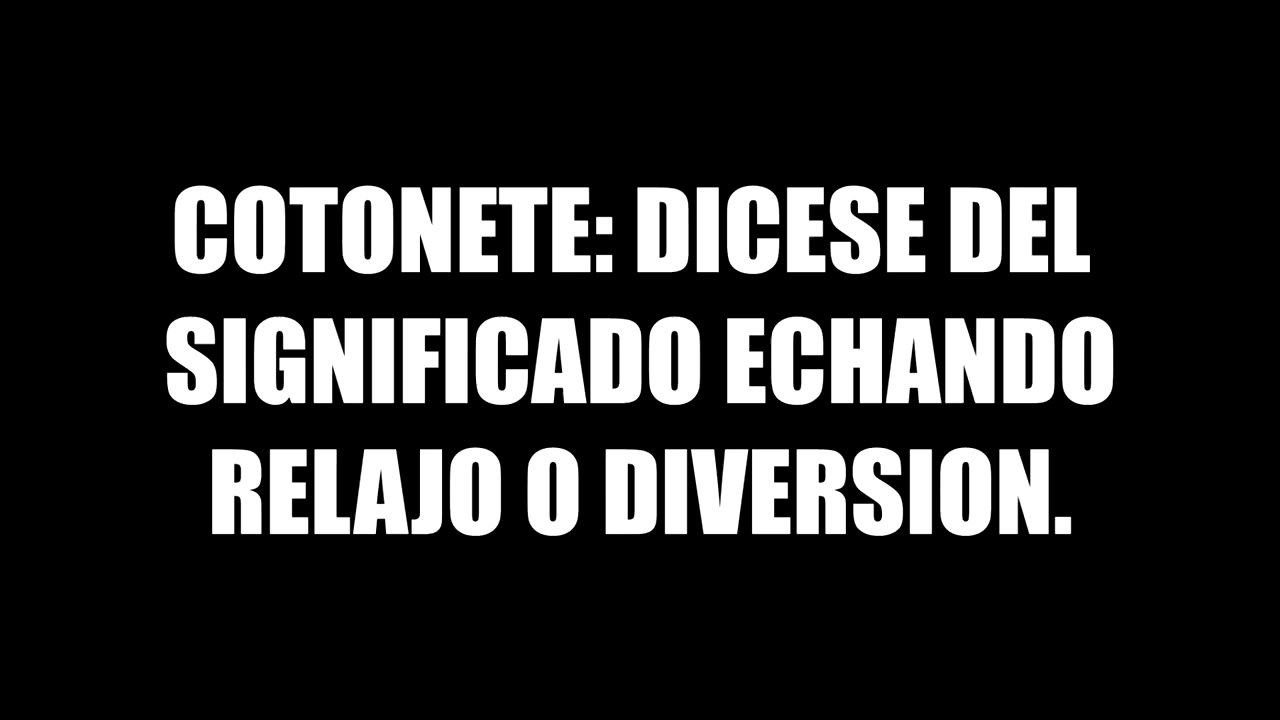 COTONETE: DICESE DEL
SIGNIFICADO ECHANDO
RELAJO O DIVERSION.